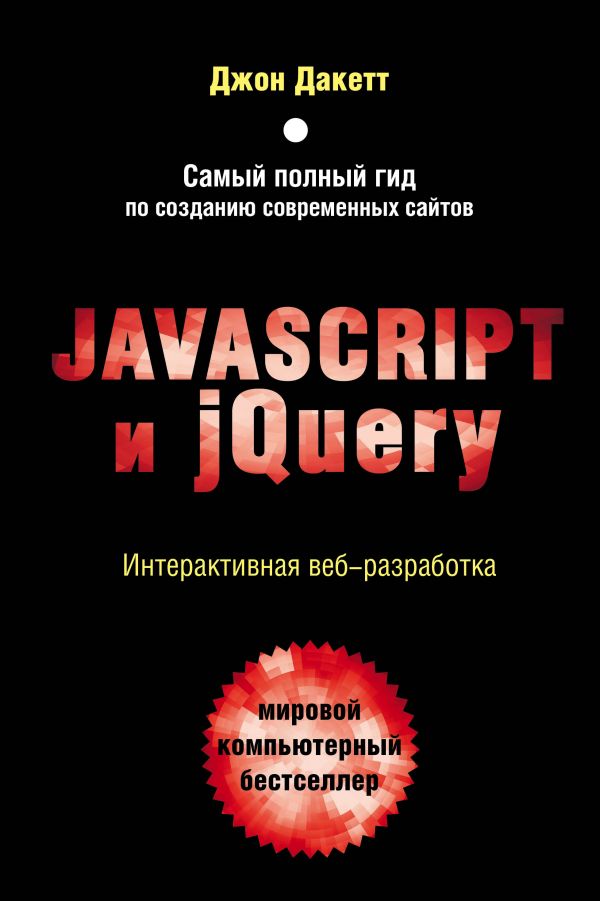 Джон Дакетт
Самый полный гид
по созданию современных сайтов
JAVASCRIPT
и jQuery
Интерактивная веб-разработка
мировой
компьютерный
бестселлер